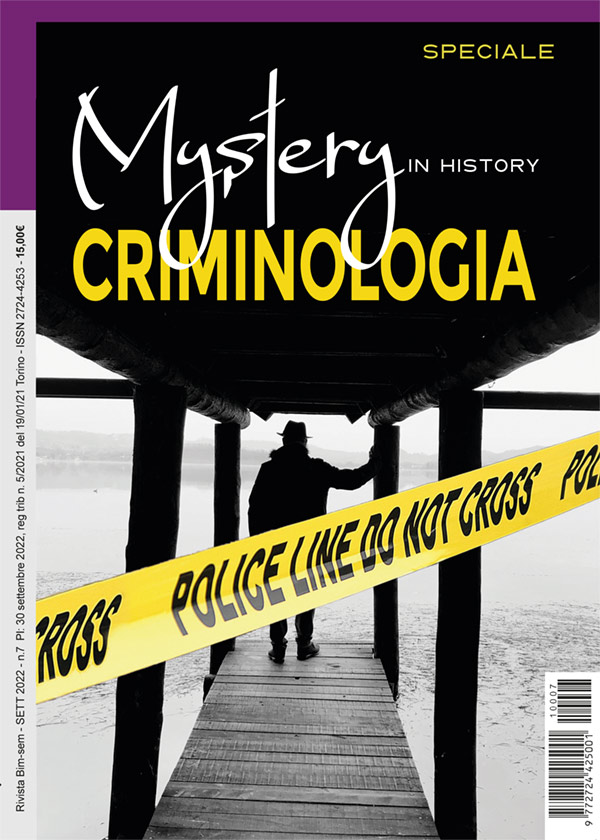 SPECIALE
Mystery
IN HISTORY
CRIMINOLOGIA
Rivista Bim-sem - SETT 2022 - n.7 PI: 30 settembre 2022, reg trib n. 5/2021 del 19/01/21 Torino - ISSN 2724-4253 - 15,00€
CROSS POLICE LINE DO NOT CROSS POL
10007
9 772724 425001